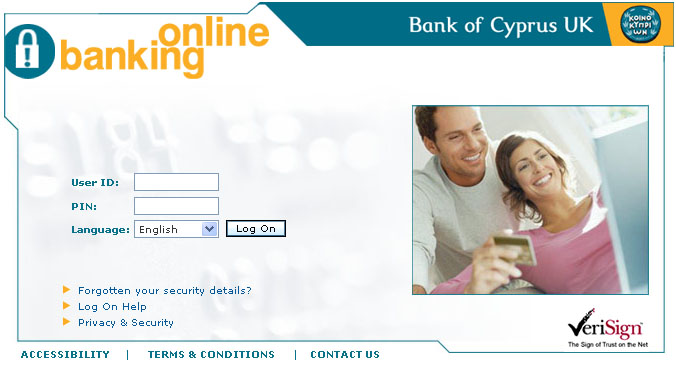 online
banking
Bank of Cyprus UK
ΚΟΙΝΟ
ΚΥΠΡΙ
ΩΝ
User ID:
PIN:
Language: English Log On
Forgotten your security details?
Log On Help
Privacy & Security
VeriSign
The Sign of Trust on the Net
ACCESSIBILITY | TERMS & CONDITIONS | CONTACT US